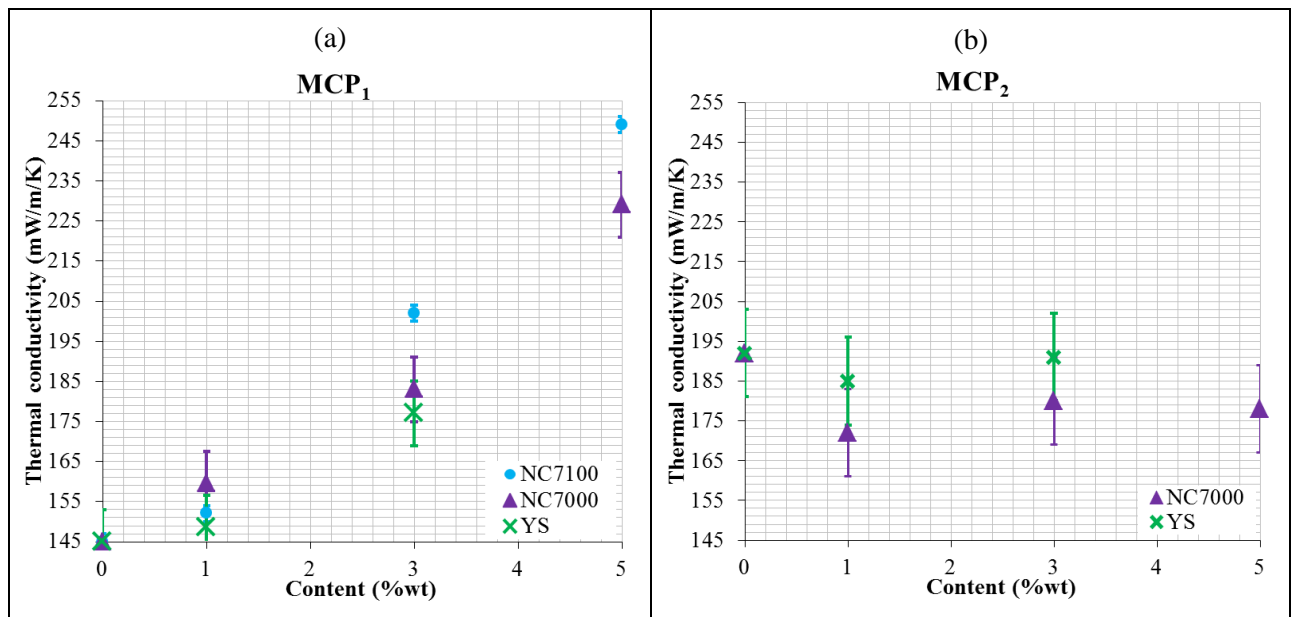 (a)
MCP₁
Thermal conductivity (mW/m/K)
255
245
235
225
215
205
195
185
175
165
155
145
0 1 2 3 4 5
Content (%wt)
NC7100
NC7000
YS
(b)
MCP₂
Thermal conductivity (mW/m/K)
255
245
235
225
215
205
195
185
175
165
155
145
0 1 2 3 4 5
Content (%wt)
NC7000
YS